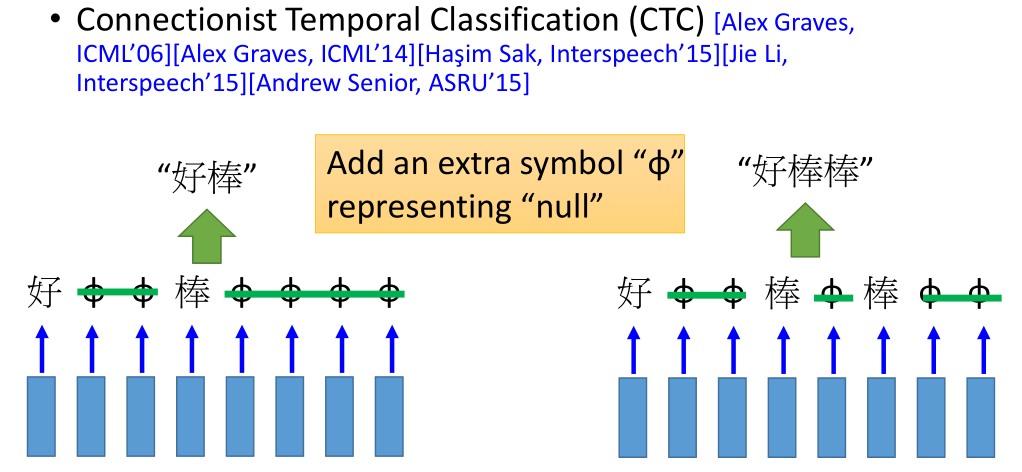 • Connectionist Temporal Classification (CTC) [Alex Graves,
ICML’06][Alex Graves, ICML’14][Haşim Sak, Interspeech’15][Jie Li,
Interspeech’15][Andrew Senior, ASRU’15]
“好棒”
Add an extra symbol “φ”
representing “null”
“好棒棒”
好 φ φ 棒 φ φ φ φ
好 φ φ 棒 φ 棒 φ φ